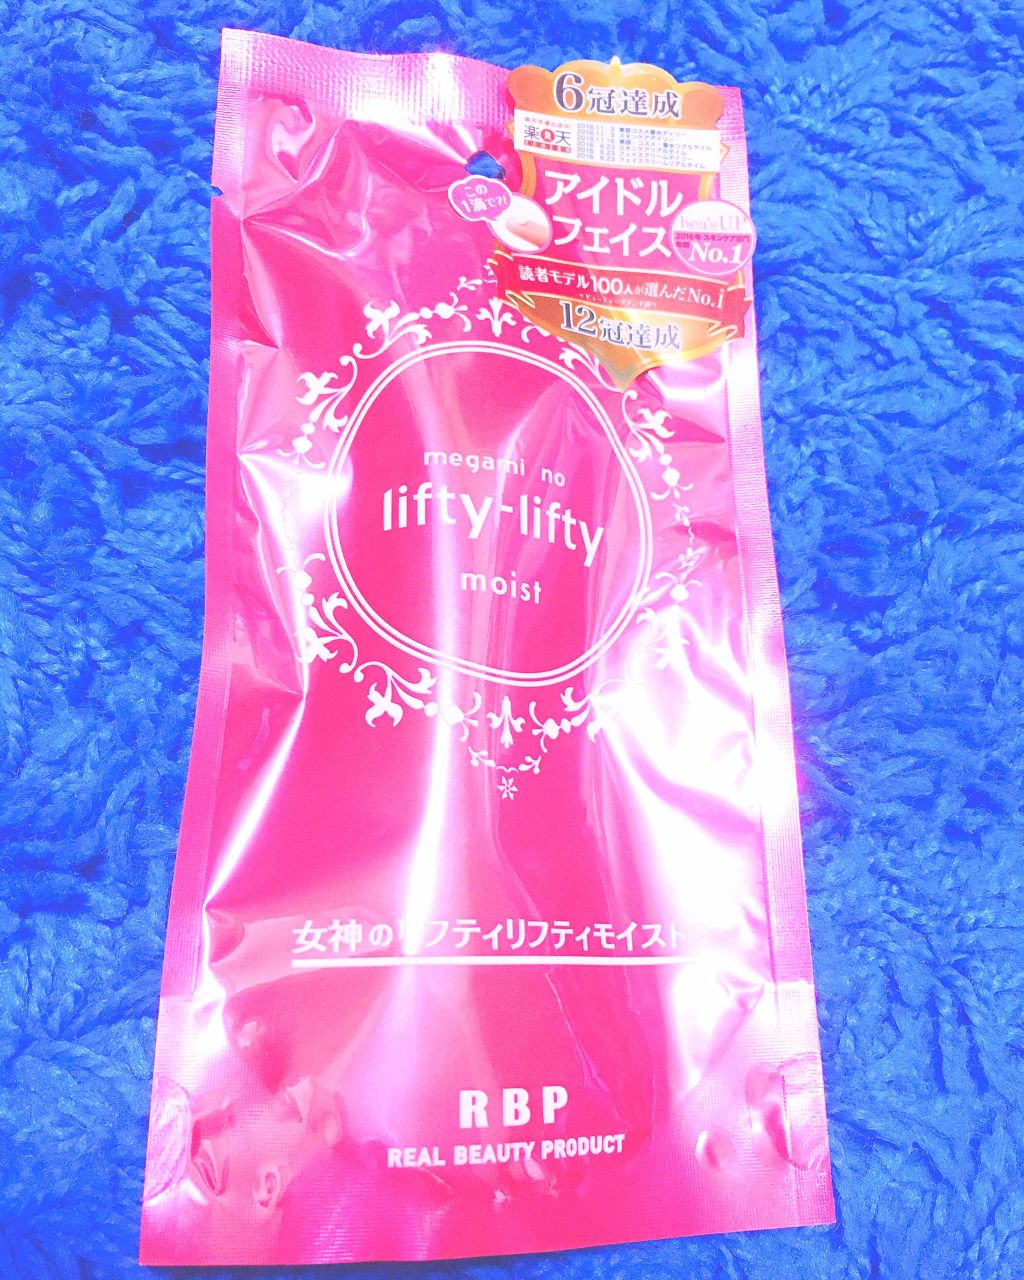 6冠達成
楽天
この
1滴で?!
アイドル
フェイス
bea's UP
No.1
読者モデル100人が選んだNo.1
12冠達成
megami no
lifty-lifty
moist
女神のリフティリフティモイスト
RBP
REAL BEAUTY PRODUCT